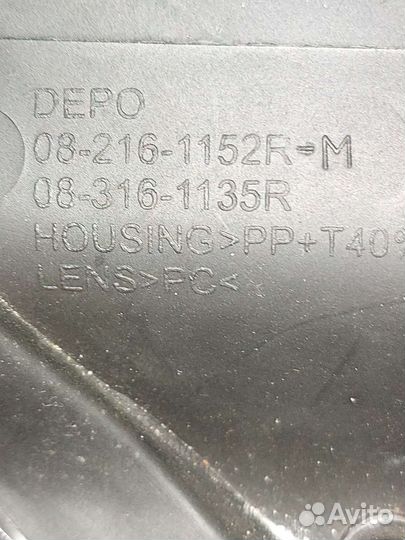 DEPO
08-216-1152R-M
08-316-1135R
HOUSING>PP+T40%
LENS>PC<
Avito